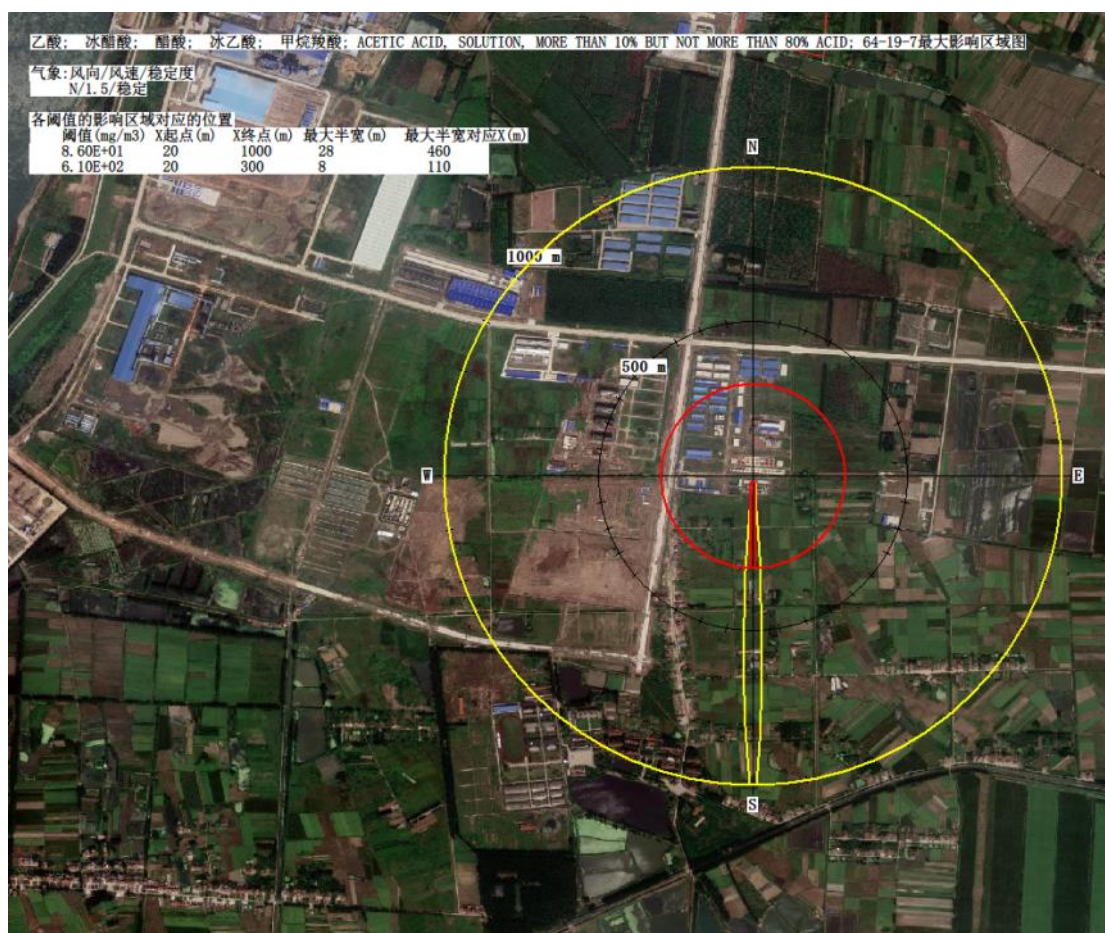 乙酸; 冰醋酸; 醋酸; 冰乙酸; 甲烷羧酸; ACETIC ACID, SOLUTION, MORE THAN 10% BUT NOT MORE THAN 80% ACID; 64-19-7最大影响区域图
气象:风向/风速/稳定度
N/1.5/稳定
各阈值的影响区域对应的位置
阈值(mg/m3) X起点(m) X终点(m) 最大半宽(m) 最大半宽对应X(m)
8.60E+01 20 1000 28 460
6.10E+02 20 300 8 110
N
1000 m
500 m
W
E
S